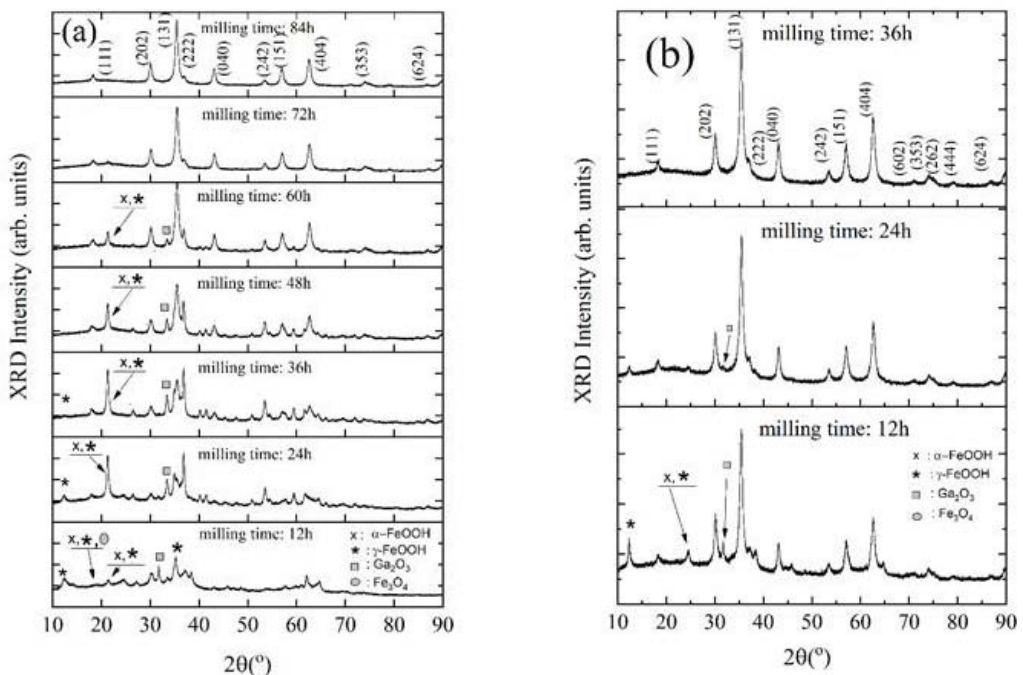 (a)
milling time: 84h
(111)
(202)
(131)
(222)
(040)
(242)
(151)
(404)
(353)
(624)
milling time: 72h
milling time: 60h
x,*
milling time: 48h
x,*
milling time: 36h
x,*
*
milling time: 24h
x,*
*
milling time: 12h
x,*,
x,*
*
*
x : α–FeOOH
* : γ-FeOOH
: Ga₂O₃
: Fe₃O₄
XRD Intensity (arb. units)
10 20 30 40 50 60 70 80 90
2θ(º)
(b)
milling time: 36h
(111)
(202)
(131)
(222)
(040)
(242)
(151)
(404)
(602)
(353)
(262)
(444)
(624)
milling time: 24h
milling time: 12h
x,*
*
x : α–FeOOH
* : γ-FeOOH
: Ga₂O₃
: Fe₃O₄
XRD Intensity (arb. units)
10 20 30 40 50 60 70 80 90
2θ(º)